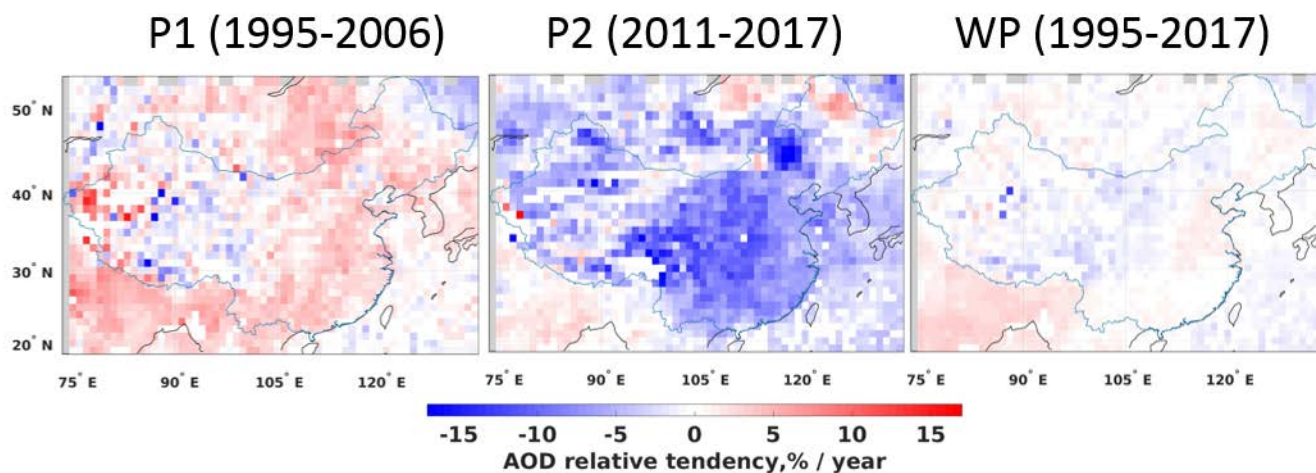 P1 (1995-2006) P2 (2011-2017) WP (1995-2017)
50° N
40° N
30° N
20° N
75° E 90° E 105° E 120° E 75° E 90° E 105° E 120° E 75° E 90° E 105° E 120° E
-15 -10 -5 0 5 10 15
AOD relative tendency,% / year